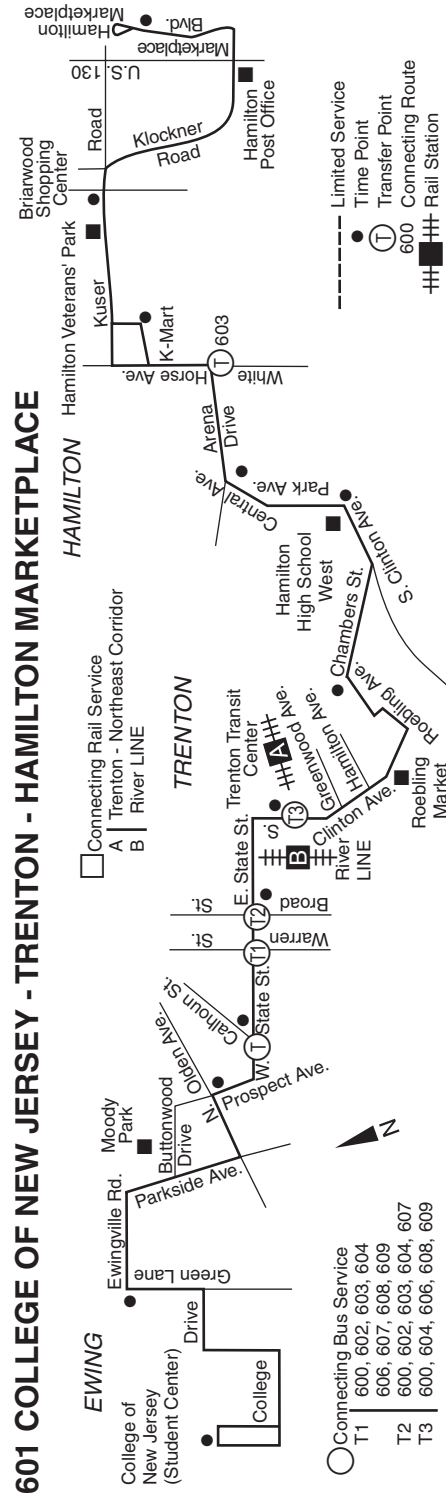 601 COLLEGE OF NEW JERSEY - TRENTON - HAMILTON MARKETPLACE
EWING
College of
New Jersey
(Student Center)
College
Drive
Green Lane
Ewingville Rd.
Parkside Ave.
Moody
Park
Buttonwood
Drive
N. Olden Ave.
Prospect Ave.
Calhoun St.
T
W. State St.
T1
Warren
St.
T2
Broad
St.
E. State St.
Connecting Rail Service
A Trenton - Northeast Corridor
B River LINE
TRENTON
Trenton Transit
Center
A
B
River
LINE
T3
S.
Clinton Ave.
Greenwood Ave.
Hamilton Ave.
Roebling
Market
Roebling Ave.
Chambers St.
S. Clinton Ave.
Hamilton
High School
West
Park Ave.
Central Ave.
Arena
Drive
HAMILTON
T 603
White
Horse Ave.
K-Mart
Kuser
Road
Hamilton Veterans' Park
Briarwood
Shopping
Center
Klockner
Road
U.S. 130
Hamilton
Post Office
Marketplace
Blvd.
Hamilton
Marketplace
N
Connecting Bus Service
T1 600, 602, 603, 604
606, 607, 608, 609
T2 600, 602, 603, 604, 607
T3 600, 604, 606, 608, 609
Limited Service
Time Point
T Transfer Point
600 Connecting Route
Rail Station